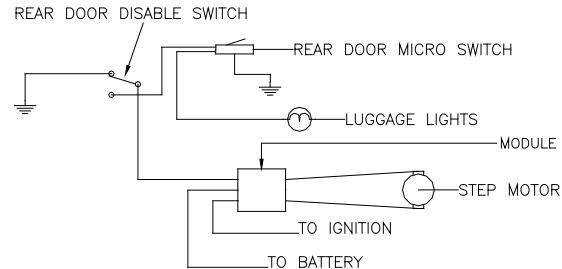 REAR DOOR DISABLE SWITCH
REAR DOOR MICRO SWITCH
LUGGAGE LIGHTS
MODULE
STEP MOTOR
TO IGNITION
TO BATTERY